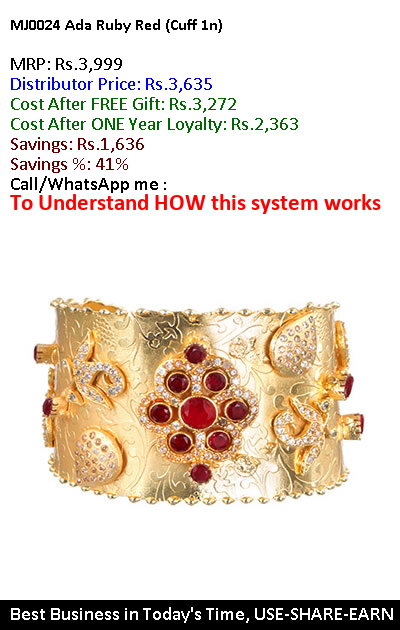 MJ0024 Ada Ruby Red (Cuff 1n)
MRP: Rs.3,999
Distributor Price: Rs.3,635
Cost After FREE Gift: Rs.3,272
Cost After ONE Year Loyalty: Rs.2,363
Savings: Rs.1,636
Savings %: 41%
Call/WhatsApp me :
To Understand HOW this system works
Best Business in Today's Time, USE-SHARE-EARN